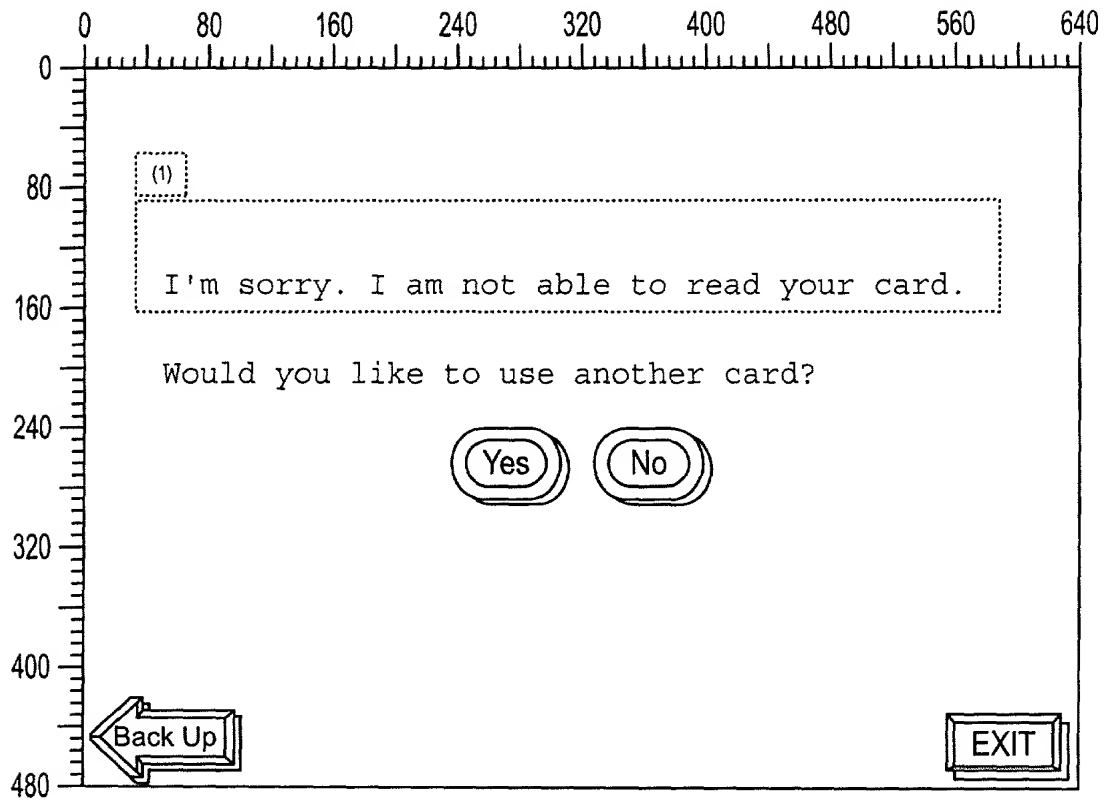 0 80 160 240 320 400 480 560 640
0
80
(1)
I'm sorry. I am not able to read your card.
160
Would you like to use another card?
240
Yes No
320
400
Back Up EXIT
480